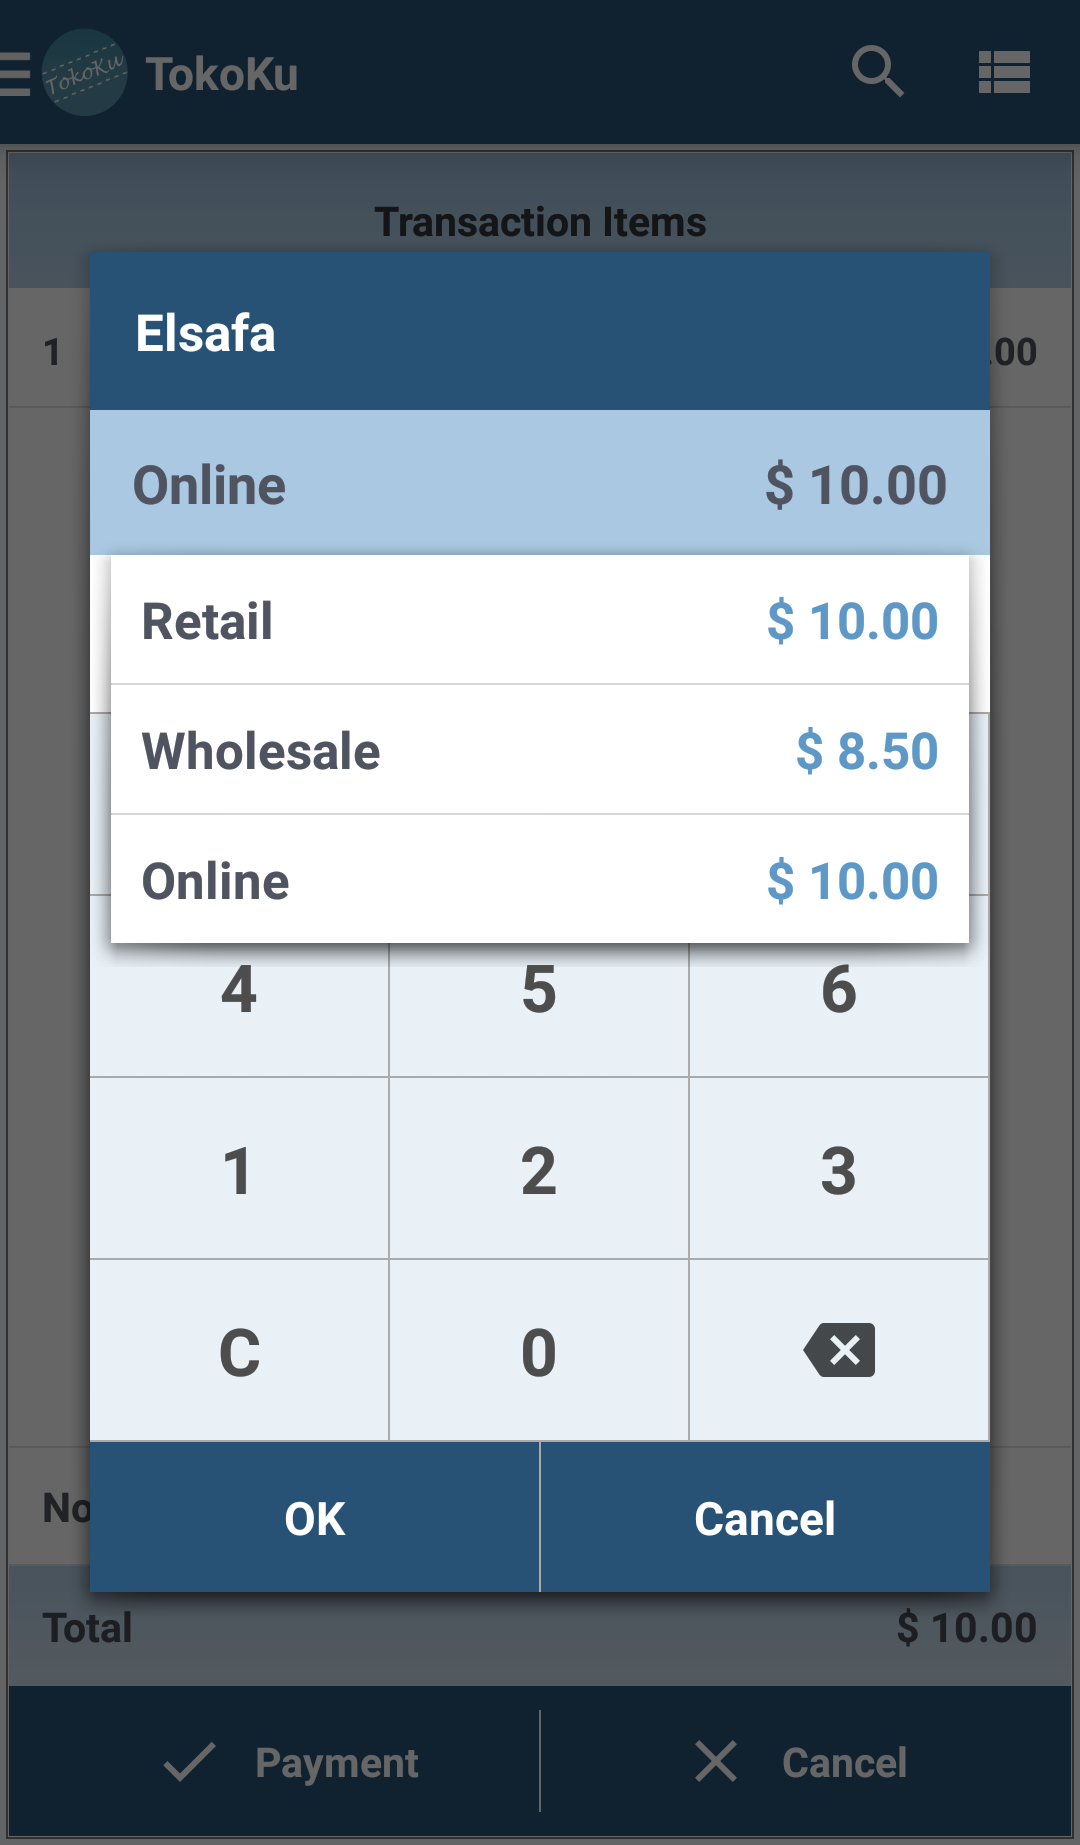 TokoKu TokoKu
Transaction Items
Elsafa
1 .00
Online $ 10.00
Retail $ 10.00
Wholesale $ 8.50
Online $ 10.00
4 5 6
1 2 3
C 0
No
OK Cancel
Total $ 10.00
Payment Cancel